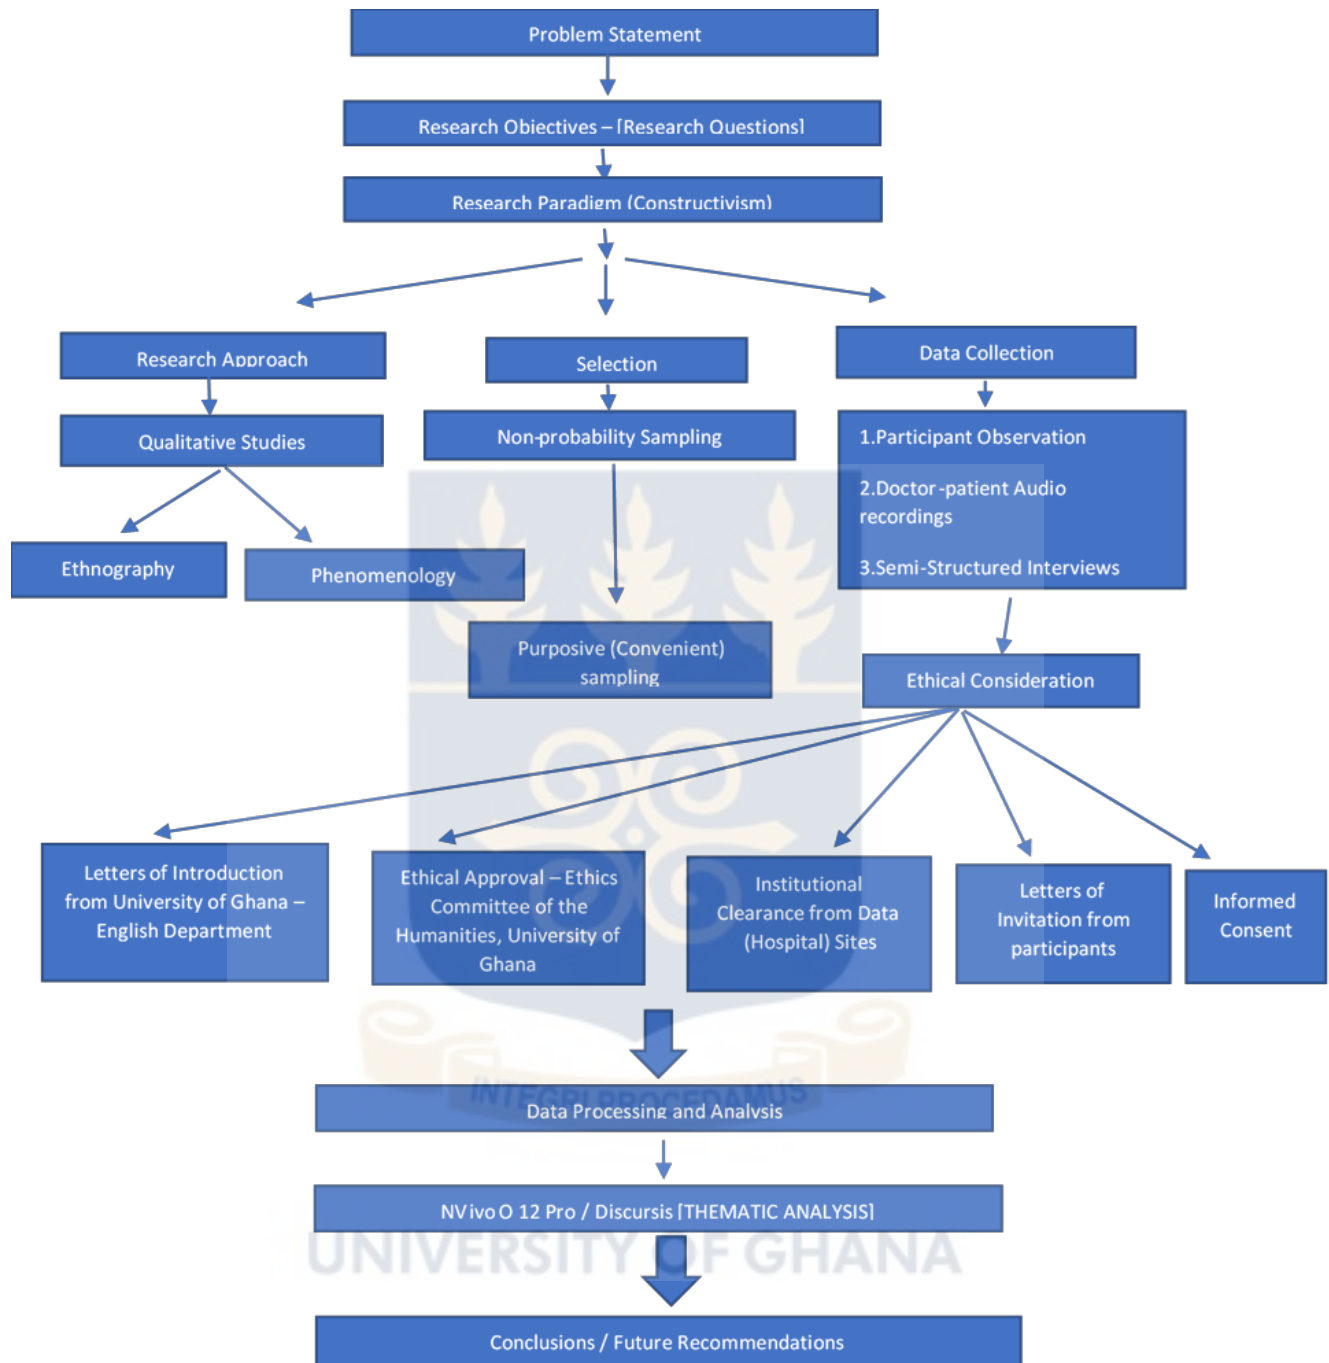 Problem Statement
Research Objectives – [Research Questions]
Research Paradigm (Constructivism)
Research Approach
Selection
Data Collection
Qualitative Studies
Non-probability Sampling
1.Participant Observation
2.Doctor-patient Audio
recordings
3.Semi-Structured Interviews
Ethnography
Phenomenology
Purposive (Convenient)
sampling
Ethical Consideration
Letters of Introduction
from University of Ghana –
English Department
Ethical Approval – Ethics
Committee of the
Humanities, University of
Ghana
Institutional
Clearance from Data
(Hospital) Sites
Letters of
Invitation from
participants
Informed
Consent
INTEGRI PROCEDAMUS
Data Processing and Analysis
NVivo O 12 Pro / Discursis [THEMATIC ANALYSIS]
UNIVERSITY OF GHANA
Conclusions / Future Recommendations